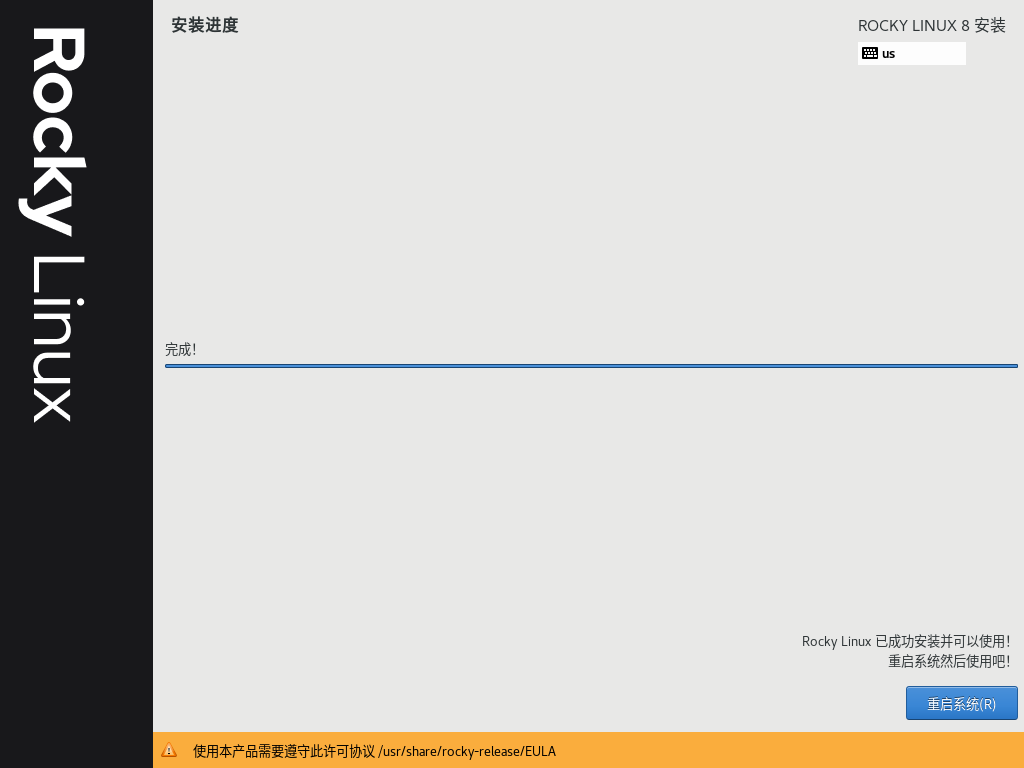 Rocky Linux
安装进度
ROCKY LINUX 8 安装
us
完成!
Rocky Linux 已成功安装并可以使用!
重启系统然后使用吧!
重启系统(R)
使用本产品需要遵守此许可协议 /usr/share/rocky-release/EULA